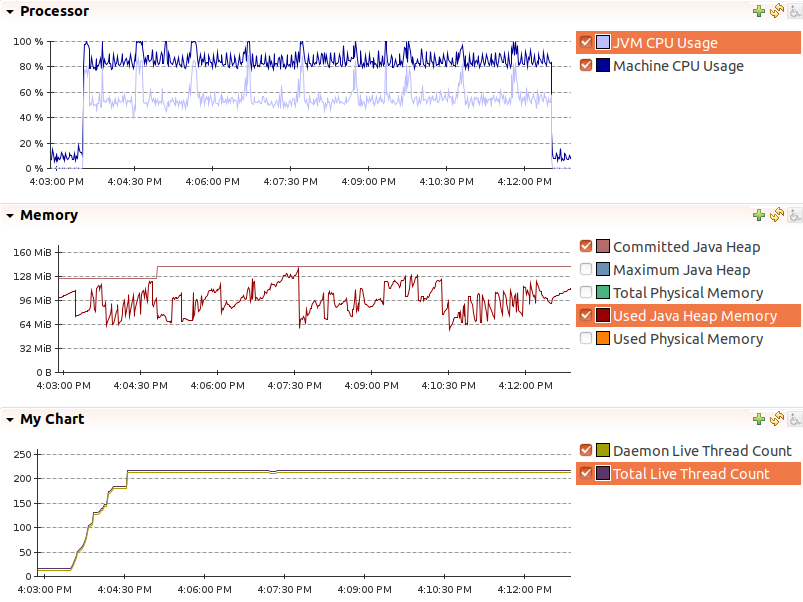 Processor
100 %
80 %
60 %
40 %
20 %
0 %
4:03:00 PM 4:04:30 PM 4:06:00 PM 4:07:30 PM 4:09:00 PM 4:10:30 PM 4:12:00 PM
JVM CPU Usage
Machine CPU Usage
Memory
160 MiB
128 MiB
96 MiB
64 MiB
32 MiB
0 B
4:03:00 PM 4:04:30 PM 4:06:00 PM 4:07:30 PM 4:09:00 PM 4:10:30 PM 4:12:00 PM
Committed Java Heap
Maximum Java Heap
Total Physical Memory
Used Java Heap Memory
Used Physical Memory
My Chart
250
200
150
100
50
0
4:03:00 PM 4:04:30 PM 4:06:00 PM 4:07:30 PM 4:09:00 PM 4:10:30 PM 4:12:00 PM
Daemon Live Thread Count
Total Live Thread Count